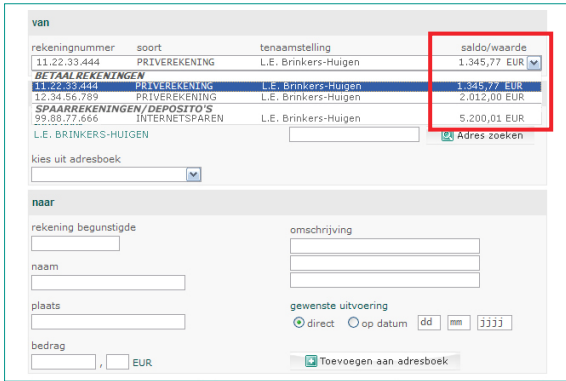 van
rekeningnummer soort tenaamstelling saldo/waarde
11.22.33.444 PRIVEREKENING L.E. Brinkers-Huigen 1.345,77 EUR
BETAALREKENINGEN
11.22.33.444 PRIVEREKENING L.E. Brinkers-Huigen 1.345,77 EUR
12.34.56.789 PRIVEREKENING L.E. Brinkers-Huigen 2.012,00 EUR
SPAARREKENINGEN/DEPOSITO'S
99.88.77.666 INTERNETSPAREN L.E. Brinkers-Huigen 5.200,01 EUR
L.E. BRINKERS-HUIGEN Adres zoeken
kies uit adresboek
naar
rekening begunstigde
omschrijving
naam
plaats
gewenste uitvoering
direct op datum dd mm jjjj
bedrag
, EUR
Toevoegen aan adresboek